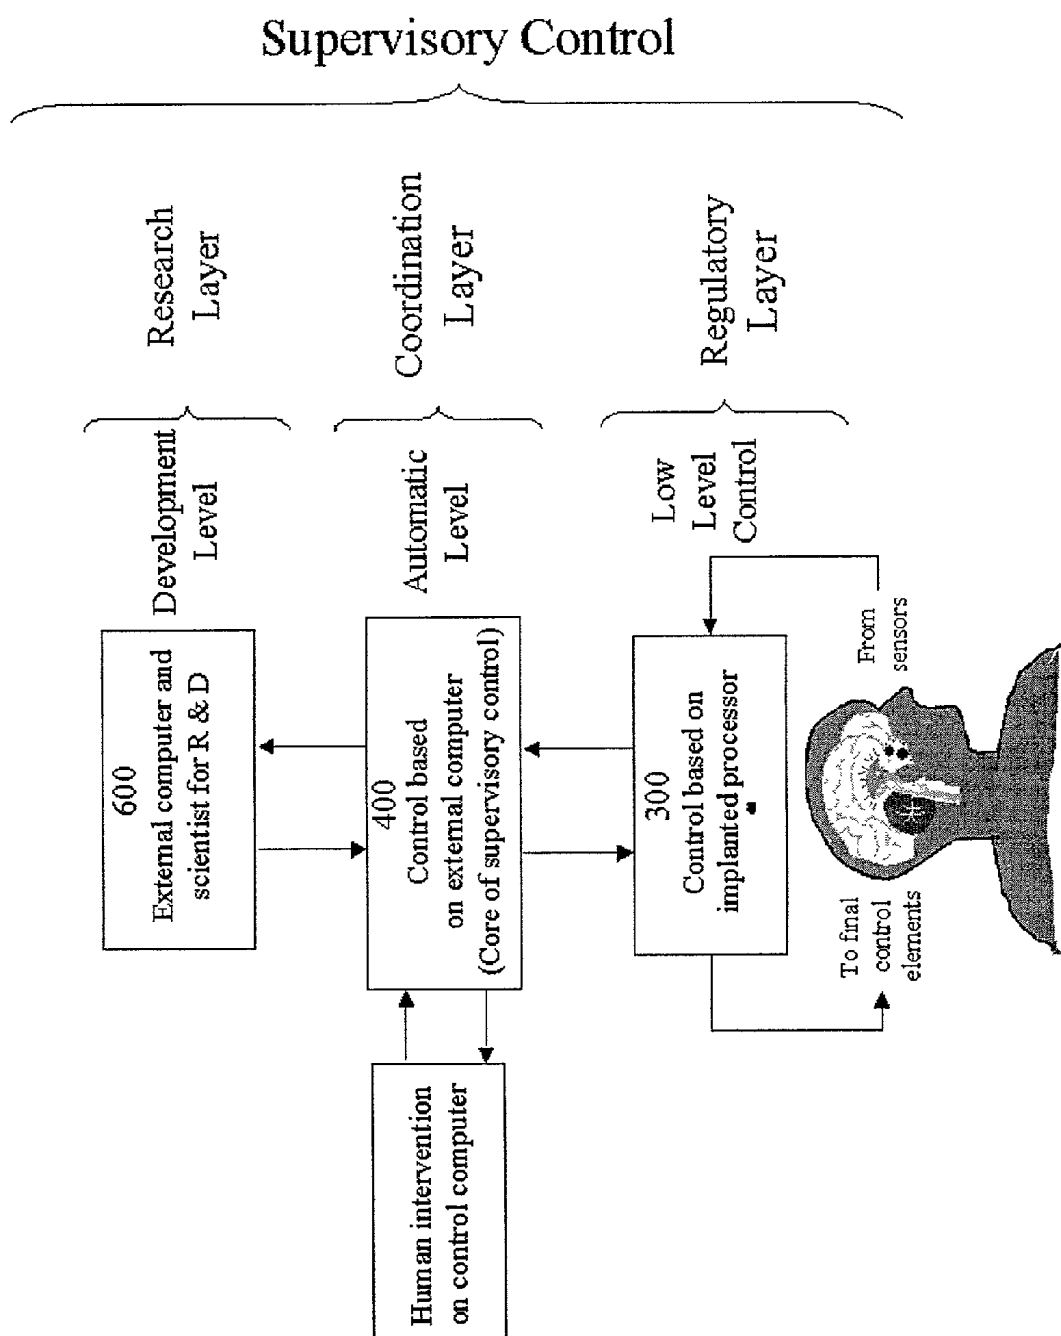 Supervisory Control
Research
Layer
Coordination
Layer
Regulatory
Layer
Development
Level
Automatic
Level
Low
Level
Control
600
External computer and
scientist for R & D
400
Control based
on external computer
(Core of supervisory control)
300
Control based on
implanted processor
Human intervention
on control computer
From
sensors
To final
control
elements